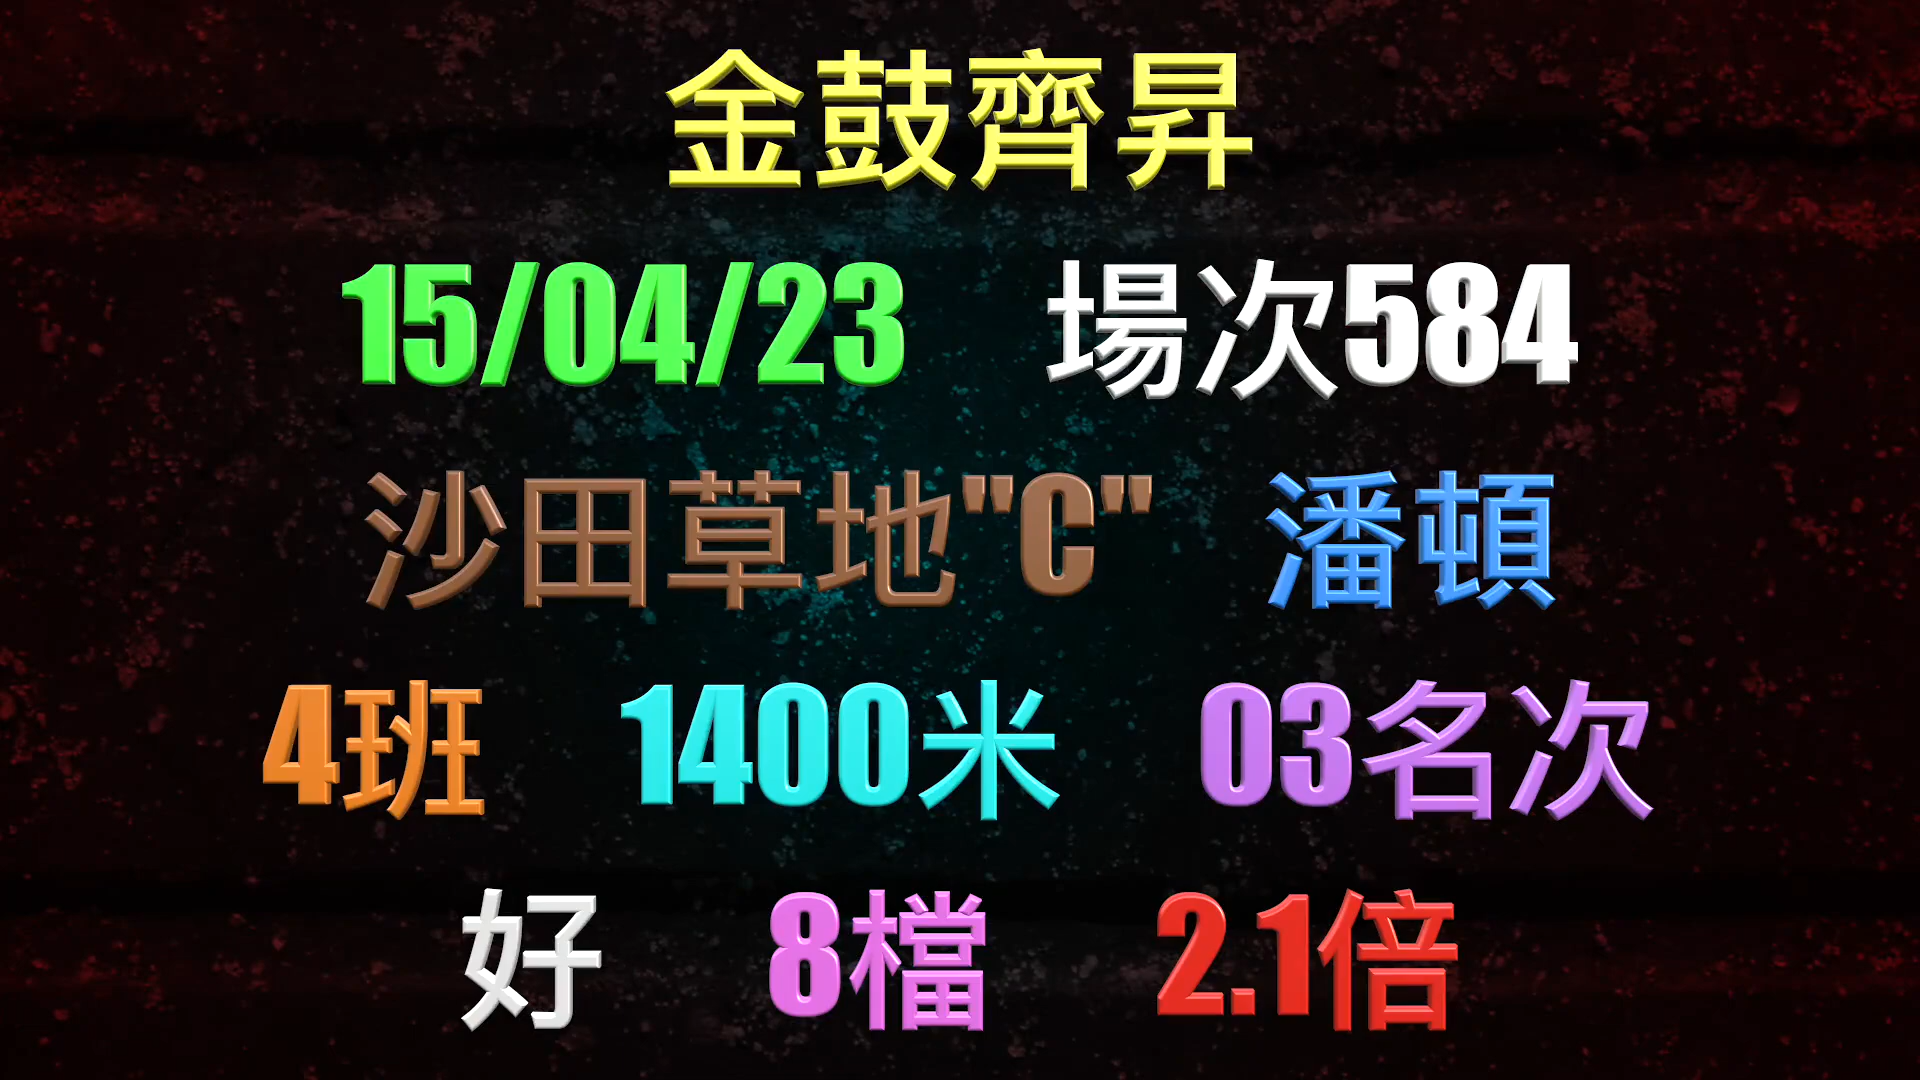 金鼓齊昇
15/04/23 場次584
沙田草地"C" 潘頓
4班 1400米 03名次
好 8檔 2.1倍